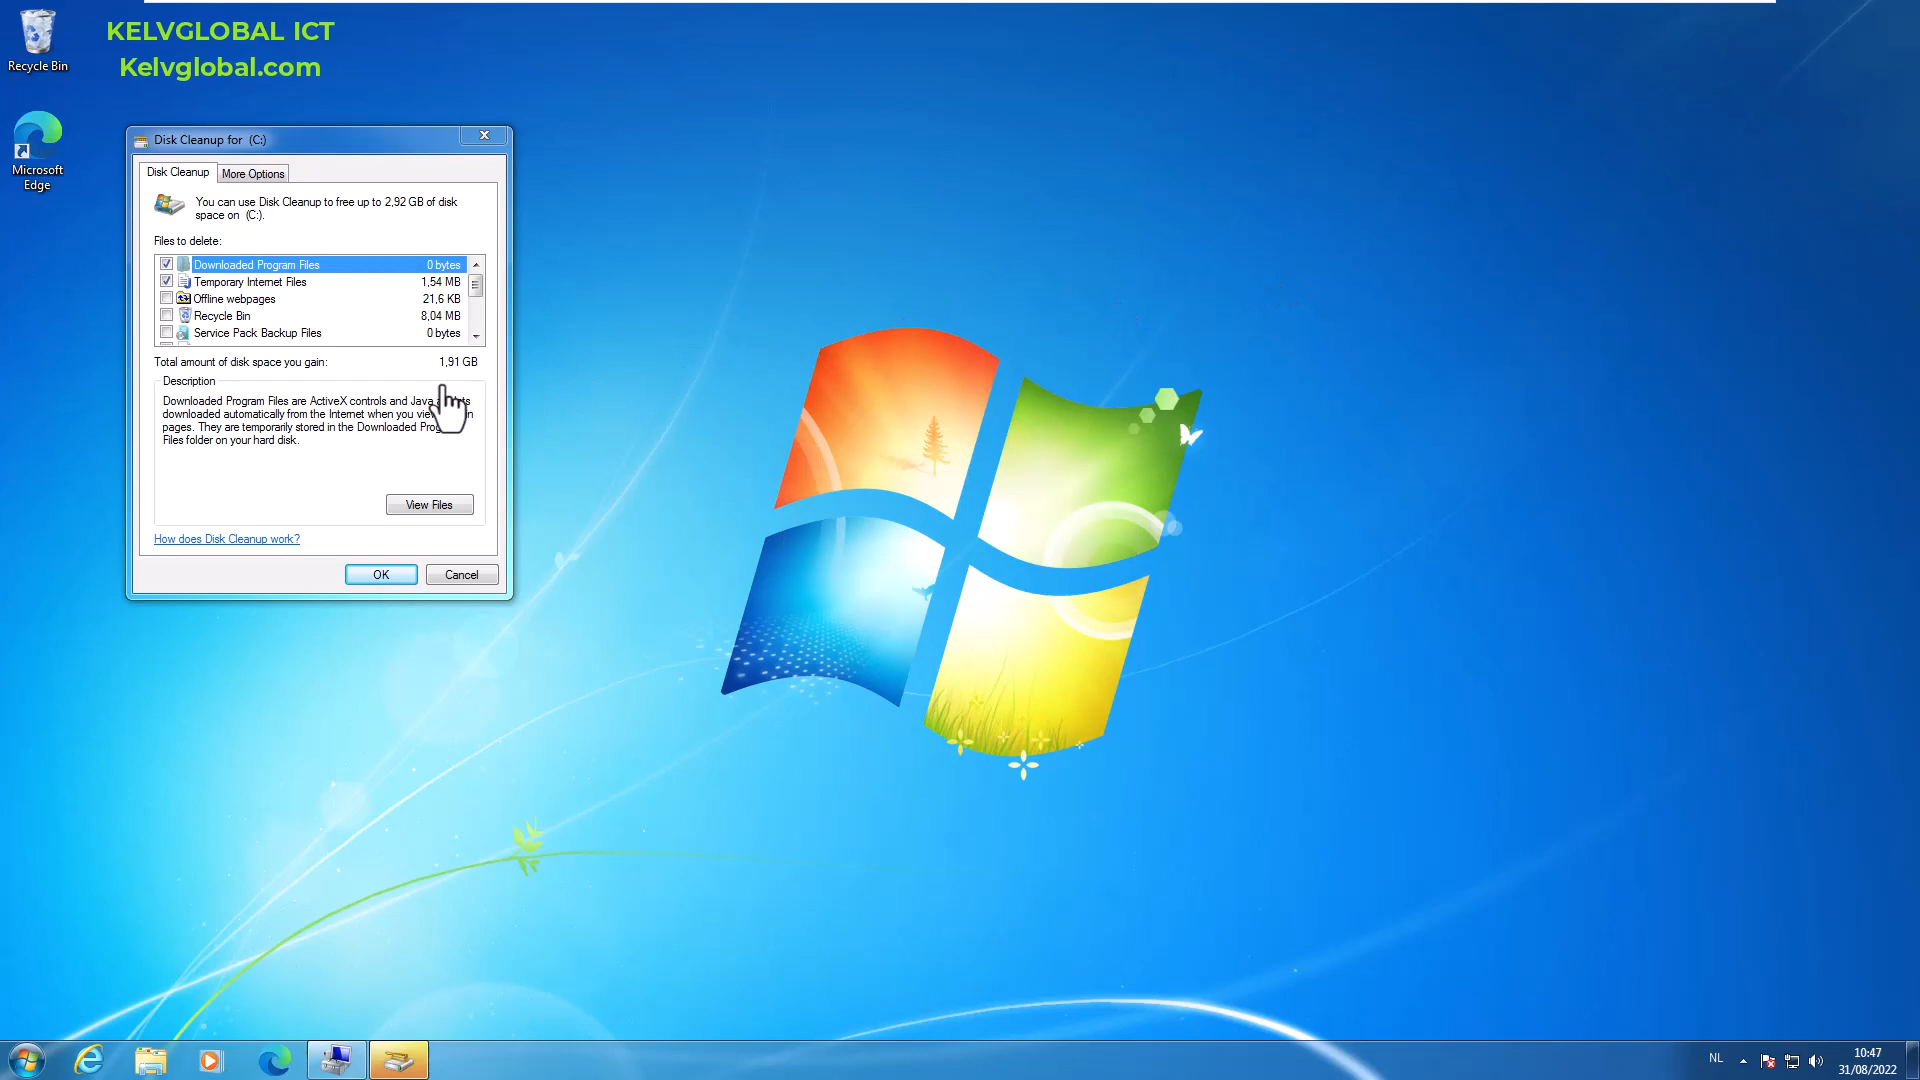 KELVGLOBAL ICT
Kelvglobal.com
Recycle Bin
Microsoft
Edge
Disk Cleanup for  (C:)
Disk Cleanup
More Options
You can use Disk Cleanup to free up to 2,92 GB of disk
space on  (C:).
Files to delete:
Downloaded Program Files 0 bytes
Temporary Internet Files 1,54 MB
Offline webpages 21,6 KB
Recycle Bin 8,04 MB
Service Pack Backup Files 0 bytes
Total amount of disk space you gain: 1,91 GB
Description
Downloaded Program Files are ActiveX controls and Java
downloaded automatically from the Internet when you
pages. They are temporarily stored in the Downloaded
Files folder on your hard disk.
View Files
How does Disk Cleanup work?
OK
Cancel
NL
10:47
31/08/2022